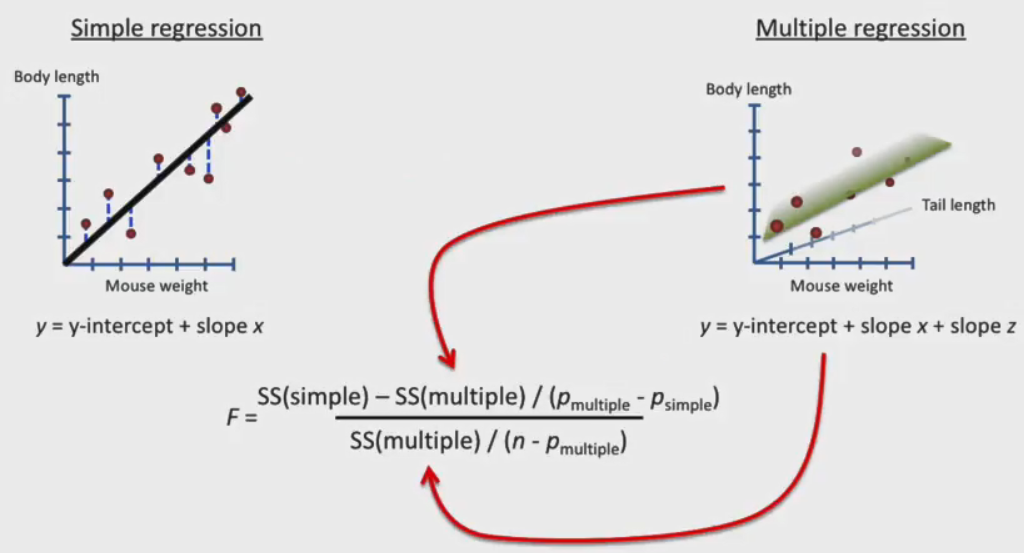 Simple regression
Multiple regression
Body length
Mouse weight
y = y-intercept + slope x
Body length
Tail length
Mouse weight
y = y-intercept + slope x + slope z
F = SS(simple) – SS(multiple) / (pmultiple - psimple)
SS(multiple) / (n - pmultiple)